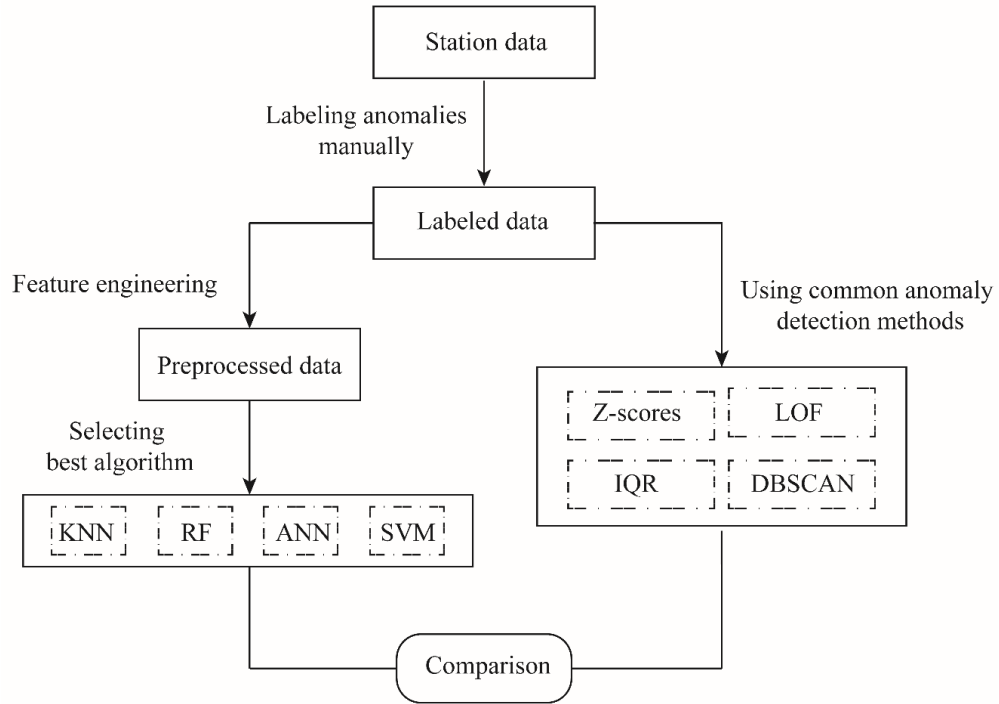 Station data
Labeling anomalies
manually
Labeled data
Feature engineering
Using common anomaly
detection methods
Preprocessed data
Selecting
best algorithm
Z-scores
LOF
IQR
DBSCAN
KNN
RF
ANN
SVM
Comparison